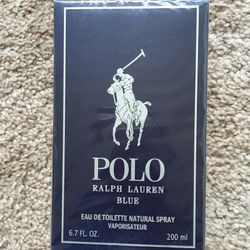 POLO
RALPH LAUREN
BLUE
EAU DE TOILETTE NATURAL SPRAY
VAPORISATEUR
6.7 FL. OZ. 200 ml